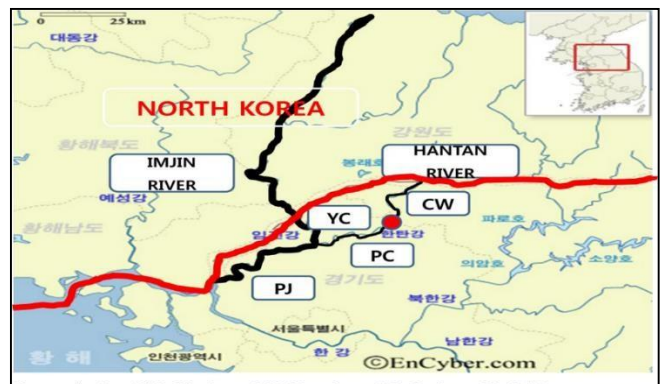 0 25 km
대동강
NORTH KOREA
황해북도
강원도
IMJIN
RIVER
봉래호
HANTAN
RIVER
예성강
CW
황해남도
YC
파로호
한탄강
PC
의암호
소양호
PJ
경기도
북한강
서울특별시
남한강
황 해
인천광역시
한 강
©EnCyber.com